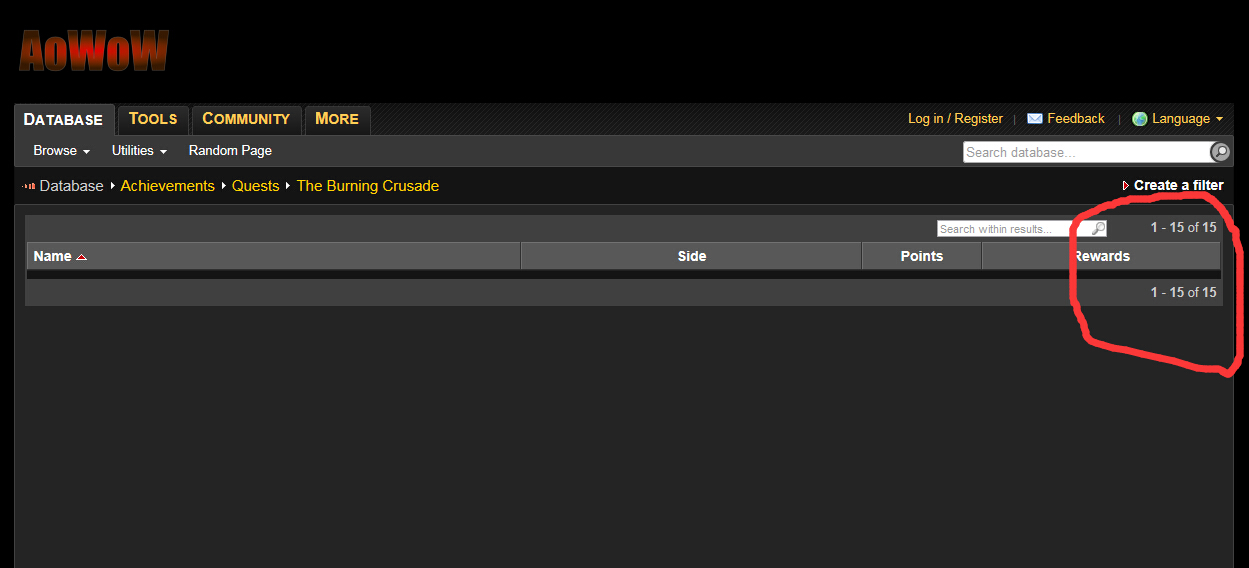 AoWoW
DATABASE TOOLS COMMUNITY MORE Log in / Register | Feedback | Language
Browse Utilities Random Page Search database...
Database Achievements Quests The Burning Crusade Create a filter
Search within results... 1 - 15 of 15
Name Side Points Rewards
1 - 15 of 15